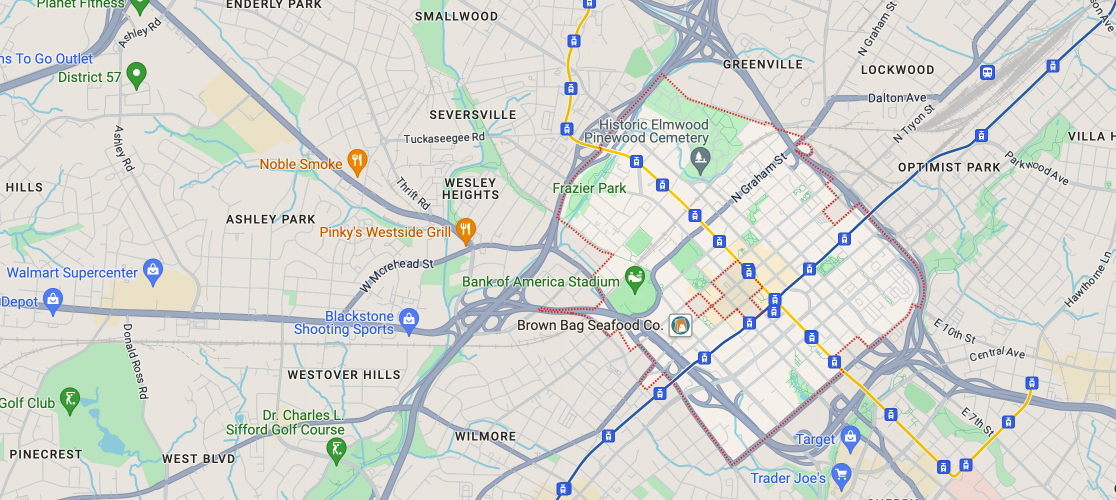 Planet Fitness
ENDERLY PARK
SMALLWOOD
Ashley Rd
N Graham St
ns To Go Outlet
GREENVILLE
LOCKWOOD
District 57
Dalton Ave
SEVERSVILLE
N Tryon St
Historic Elmwood
Pinewood Cemetery
Tuckaseegee Rd
VILLA H
Ashley Rd
Noble Smoke
OPTIMIST PARK
Parkwood Ave
HILLS
WESLEY
HEIGHTS
Thrift Rd
Frazier Park
N Graham St
ASHLEY PARK
Pinky's Westside Grill
W Morehead St
Walmart Supercenter
Bank of America Stadium
Hawthorne Ln
Depot
Blackstone
Shooting Sports
Brown Bag Seafood Co.
E 10th St
Central Ave
Donald Ross Rd
WESTOVER HILLS
Golf Club
Dr. Charles L.
Sifford Golf Course
E 7th St
WILMORE
Target
PINECREST
WEST BLVD
Trader Joe's